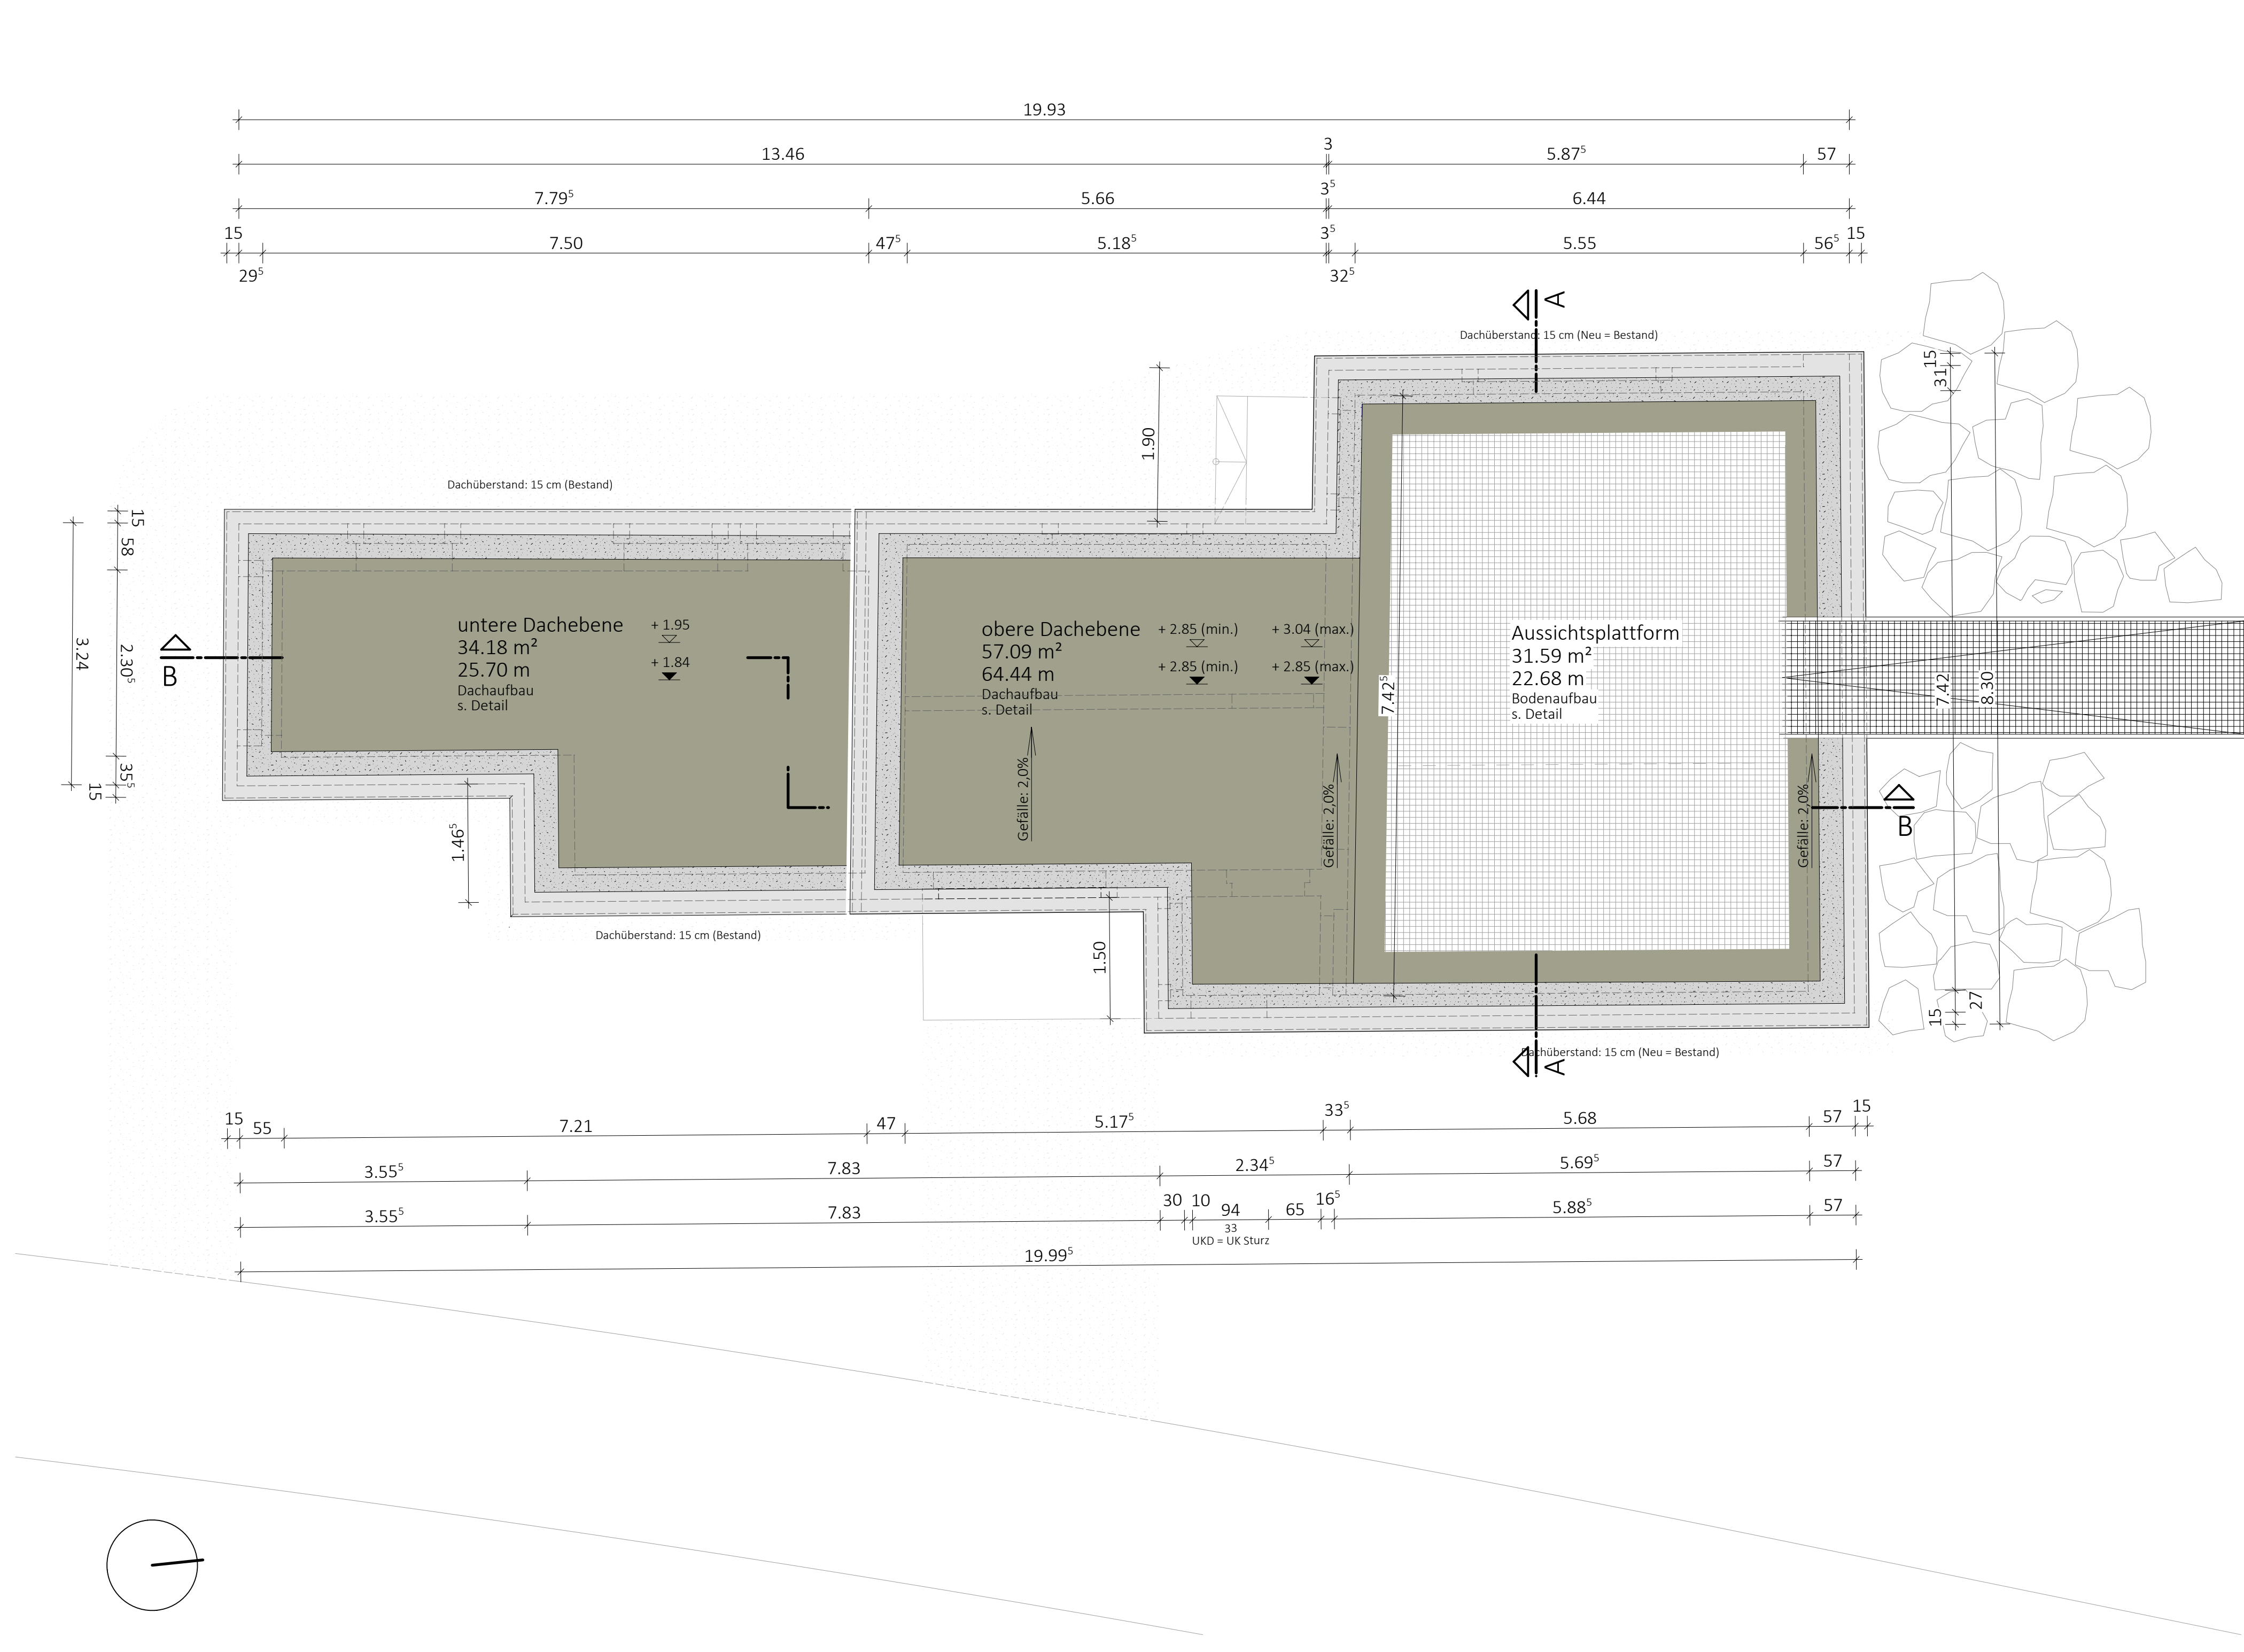 19.93
13.46
3
5.87⁵
57
7.79⁵
5.66
3⁵
6.44
15
7.50
47⁵
5.18⁵
3⁵
5.55
56⁵
15
29⁵
32⁵
A
Dachüberstand: 15 cm (Neu = Bestand)
15
31
1.90
Dachüberstand: 15 cm (Bestand)
15
58
3.24
2.30⁵
35⁵
15
B
untere Dachebene
34.18 m²
25.70 m
Dachaufbau
s. Detail
+ 1.95
+ 1.84
obere Dachebene
57.09 m²
64.44 m
Dachaufbau
s. Detail
+ 2.85 (min.)
+ 3.04 (max.)
+ 2.85 (min.)
+ 2.85 (max.)
7.42⁵
Aussichtsplattform
31.59 m²
22.68 m
Bodenaufbau
s. Detail
7.42
8.30
Gefälle: 2,0%
Gefälle: 2,0%
Gefälle: 2,0%
B
1.46⁵
Dachüberstand: 15 cm (Bestand)
1.50
27
15
Dachüberstand: 15 cm (Neu = Bestand)
A
15
55
7.21
47
5.17⁵
33⁵
5.68
57
15
3.55⁵
7.83
2.34⁵
5.69⁵
57
3.55⁵
7.83
30
10
94
65
16⁵
5.88⁵
57
33
UKD = UK Sturz
19.99⁵